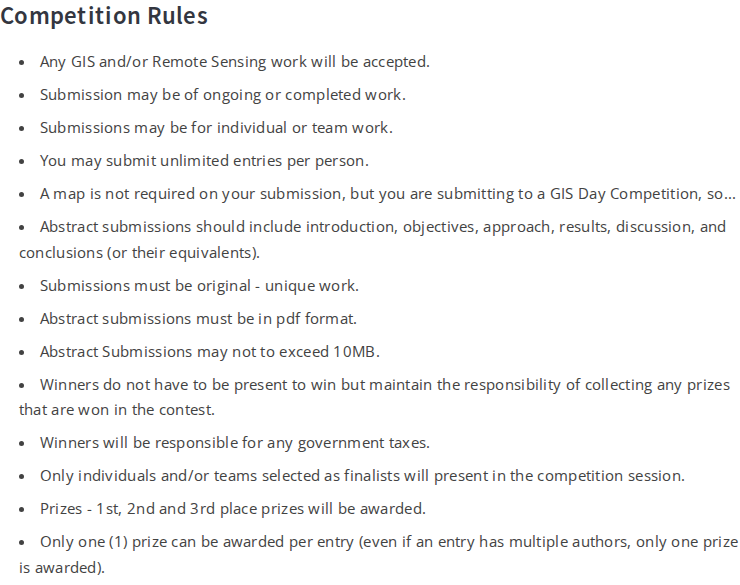 Competition Rules
• Any GIS and/or Remote Sensing work will be accepted.
• Submission may be of ongoing or completed work.
• Submissions may be for individual or team work.
• You may submit unlimited entries per person.
• A map is not required on your submission, but you are submitting to a GIS Day Competition, so...
• Abstract submissions should include introduction, objectives, approach, results, discussion, and
conclusions (or their equivalents).
• Submissions must be original - unique work.
• Abstract submissions must be in pdf format.
• Abstract Submissions may not to exceed 10MB.
• Winners do not have to be present to win but maintain the responsibility of collecting any prizes
that are won in the contest.
• Winners will be responsible for any government taxes.
• Only individuals and/or teams selected as finalists will present in the competition session.
• Prizes - 1st, 2nd and 3rd place prizes will be awarded.
• Only one (1) prize can be awarded per entry (even if an entry has multiple authors, only one prize
is awarded).